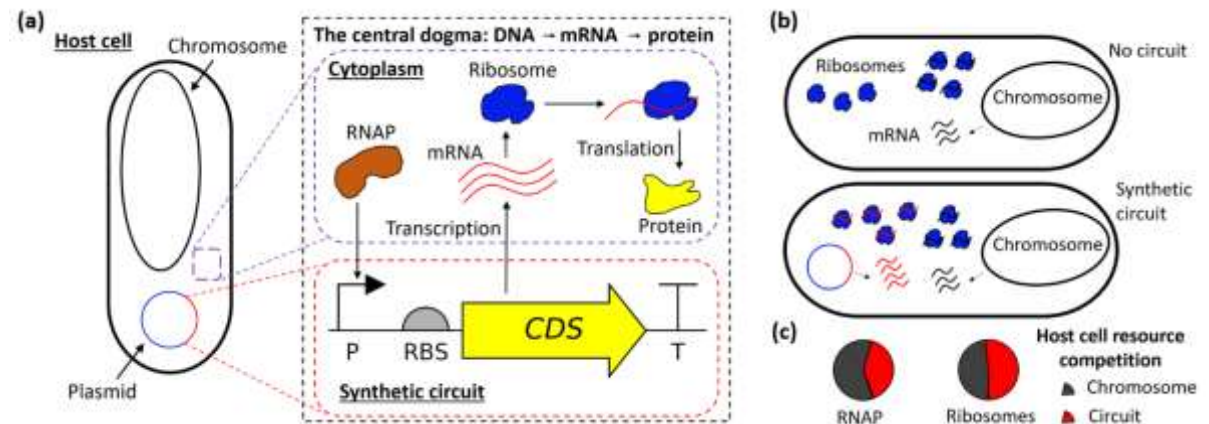 (a)
Host cell
Chromosome
Plasmid
The central dogma: DNA → mRNA → protein
Cytoplasm
Ribosome
RNAP
mRNA
Translation
Transcription
Protein
P
RBS
CDS
T
Synthetic circuit
(b)
No circuit
Ribosomes
Chromosome
mRNA
Synthetic
circuit
Chromosome
(c)
RNAP
Ribosomes
Host cell resource
competition
Chromosome
Circuit